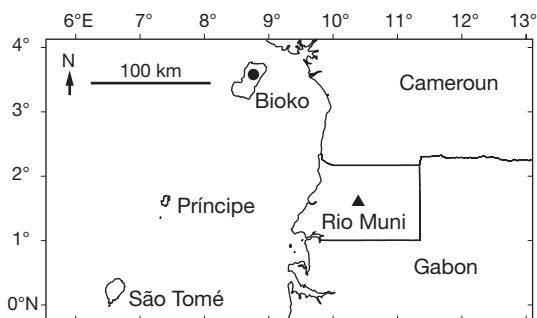 6°E 7° 8° 9° 10° 11° 12° 13°
4°
N
100 km
Cameroun
Bioko
3°
2°
Príncipe
Rio Muni
1°
Gabon
São Tomé
0°N